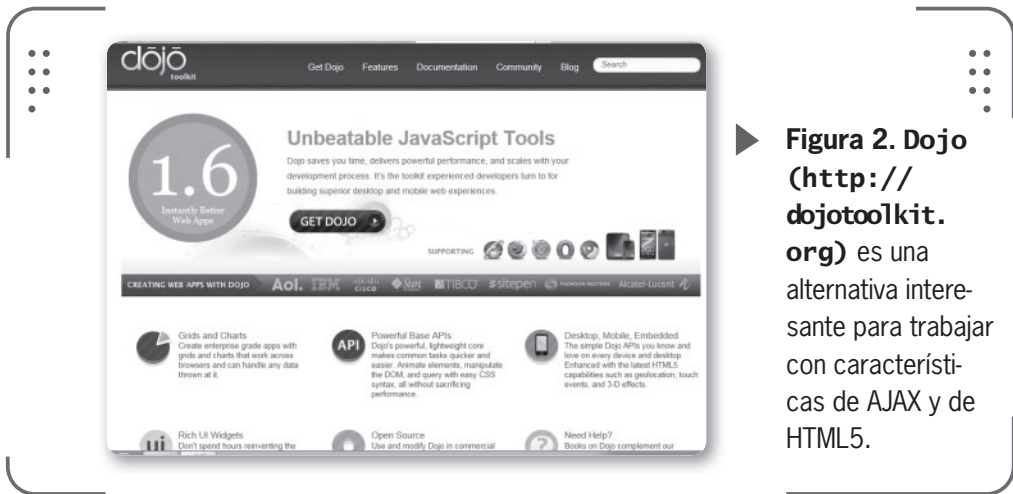 dōjō
toolkit
Get Dojo Features Documentation Community Blog Search
1.6
Instantly Better
Web Apps
Unbeatable JavaScript Tools
Dojo saves you time, delivers powerful performance, and scales with your
development process. It's the toolkit experienced developers turn to for
building superior desktop and mobile web experiences.
GET DOJO
SUPPORTING
CREATING WEB APPS WITH DOJO Aol. IBM CISCO Sun TIBCO sitepen THOMSON REUTERS Alcatel-Lucent
Grids and Charts
Create enterprise grade apps with
grids and charts that work across
browsers and can handle any data
thrown at it.
API
Powerful Base APIs
Dojo's powerful, lightweight core
makes common tasks quicker and
easier. Animate elements, manipulate
the DOM, and query with easy CSS
syntax, all without sacrificing
performance.
Desktop, Mobile, Embedded
The simple Dojo APIs you know and
love on every device and desktop.
Enhanced with the latest HTML5
capabilities such as geolocation, touch
events, and 3-D effects.
ui
Rich UI Widgets
Don't spend hours reinventing the
Open Source
Use and modify Dojo in commercial
?
Need Help?
Books on Dojo complement our
Figura 2. Dojo
(http://
dojotoolkit.
org) es una
alternativa intere-
sante para trabajar
con característi-
cas de AJAX y de
HTML5.